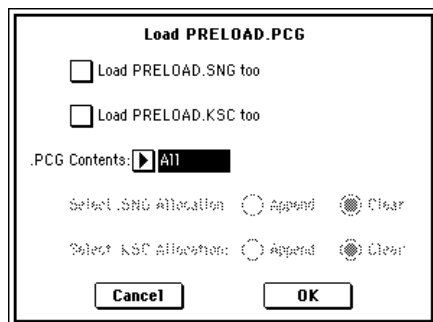 Load PRELOAD.PCG
Load PRELOAD.SNG too
Load PRELOAD.KSC too
.PCG Contents: All
Select .SNG Allocation Append Clear
Select .KSC Allocation: Append Clear
Cancel OK